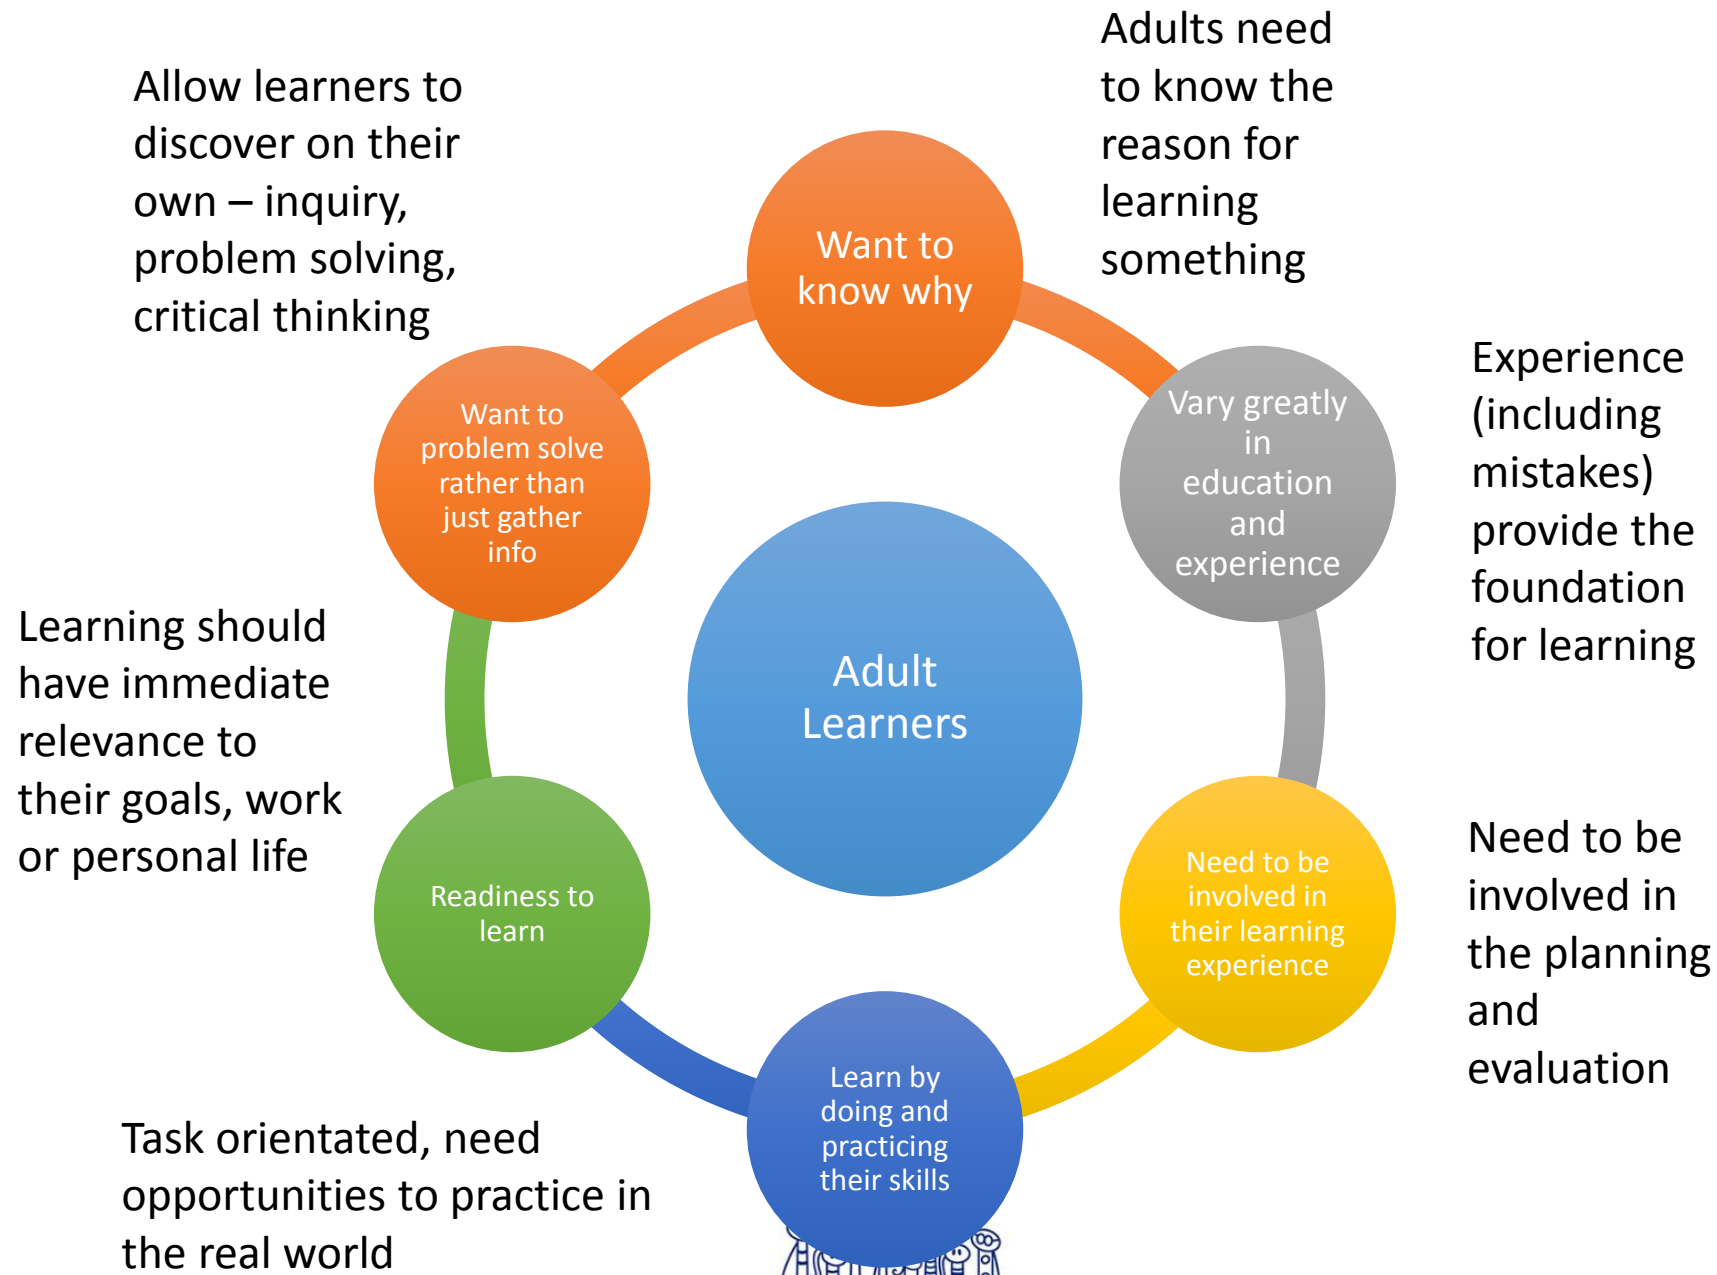 Adults need
to know the
reason for
learning
something
Allow learners to
discover on their
own – inquiry,
problem solving,
critical thinking
Want to
know why
Experience
(including
mistakes)
provide the
foundation
for learning
Vary greatly
in
education
and
experience
Want to
problem solve
rather than
just gather
info
Adult
Learners
Learning should
have immediate
relevance to
their goals, work
or personal life
Need to be
involved in
the planning
and
evaluation
Need to be
involved in
their learning
experience
Readiness to
learn
Learn by
doing and
practicing
their skills
Task orientated, need
opportunities to practice in
the real world